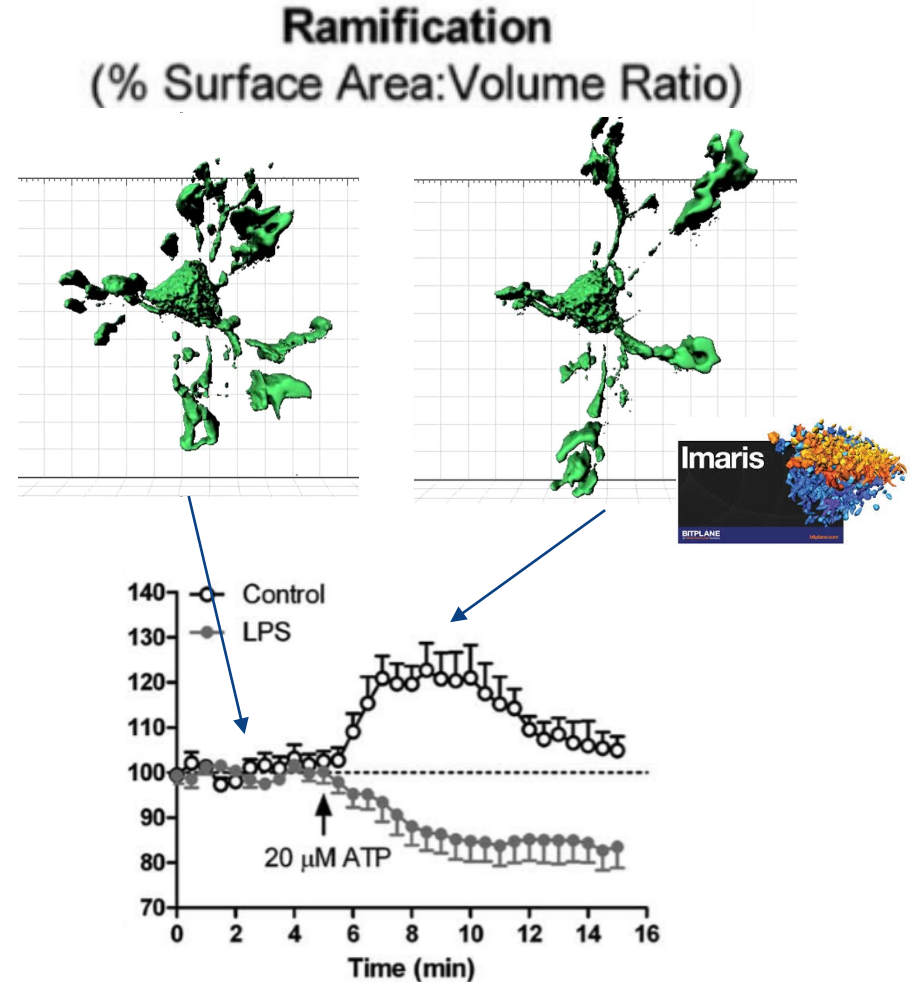 Ramification
(% Surface Area:Volume Ratio)
Imaris
BITPLANE
bitplane.com
Control
LPS
140
130
120
110
100
90
80
70
20 μM ATP
0 2 4 6 8 10 12 14 16
Time (min)